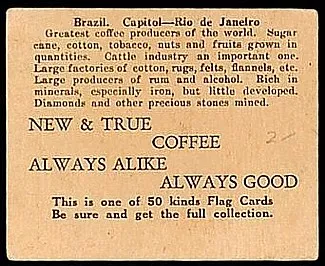 Brazil. Capitol—Rio de Janeiro
Greatest coffee producers of the world. Sugar
cane, cotton, tobacco, nuts and fruits grown in
quantities. Cattle industry an important one.
Large factories of cotton, rugs, felts, flannels, etc.
Large producers of rum and alcohol. Rich in
minerals, especially iron, but little developed.
Diamonds and other precious stones mined.
NEW & TRUE
COFFEE
2-
ALWAYS ALIKE
ALWAYS GOOD
This is one of 50 kinds Flag Cards
Be sure and get the full collection.